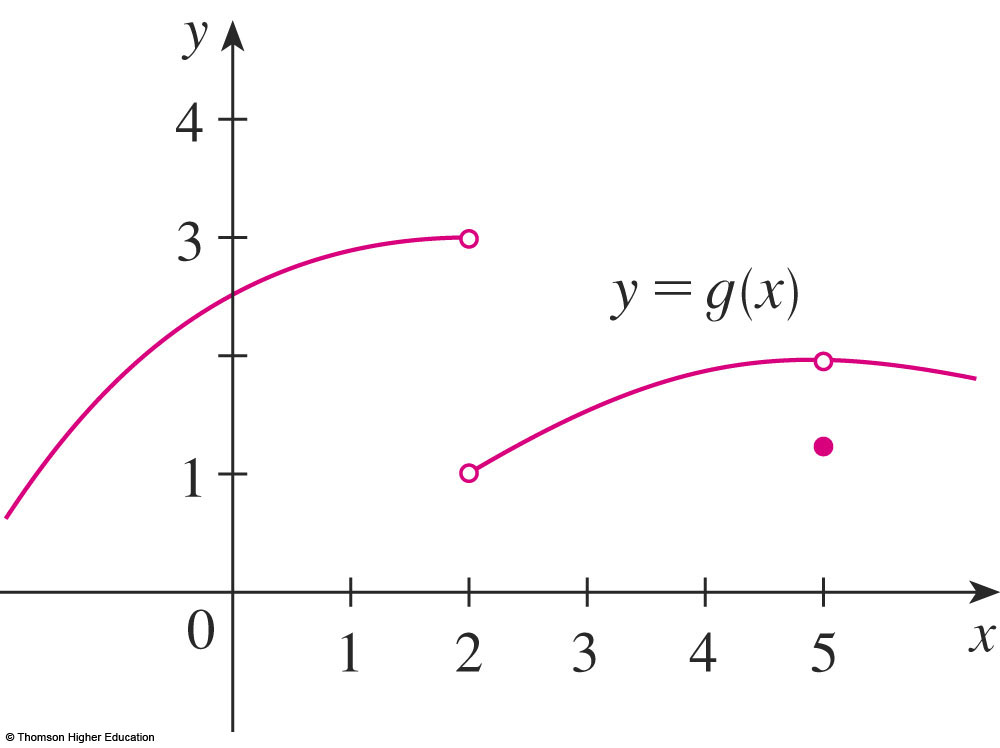 y
4
3
y = g(x)
1
0
1 2 3 4 5 x
© Thomson Higher Education